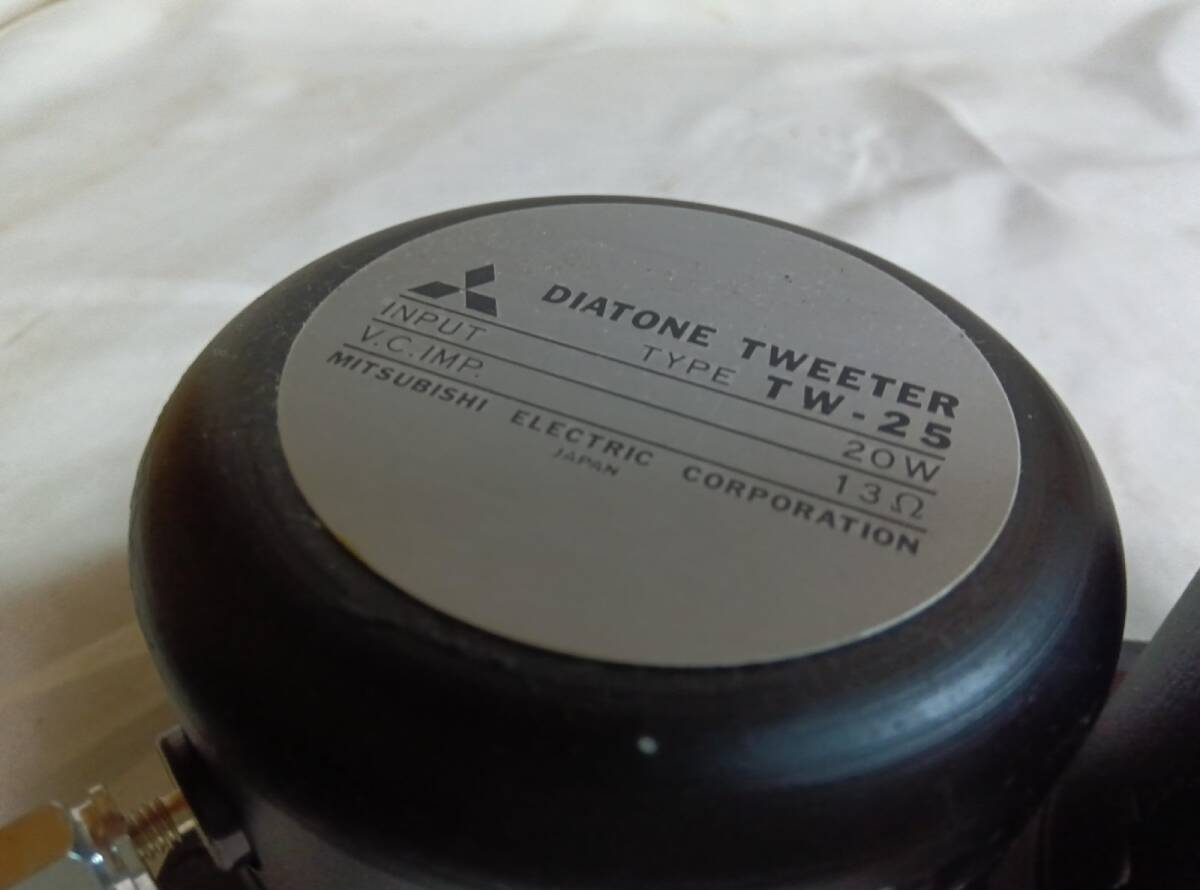 DIATONE TWEETER
TYPE TW-25
INPUT 20W
V.C.IMP. 13Ω
MITSUBISHI ELECTRIC CORPORATION
JAPAN